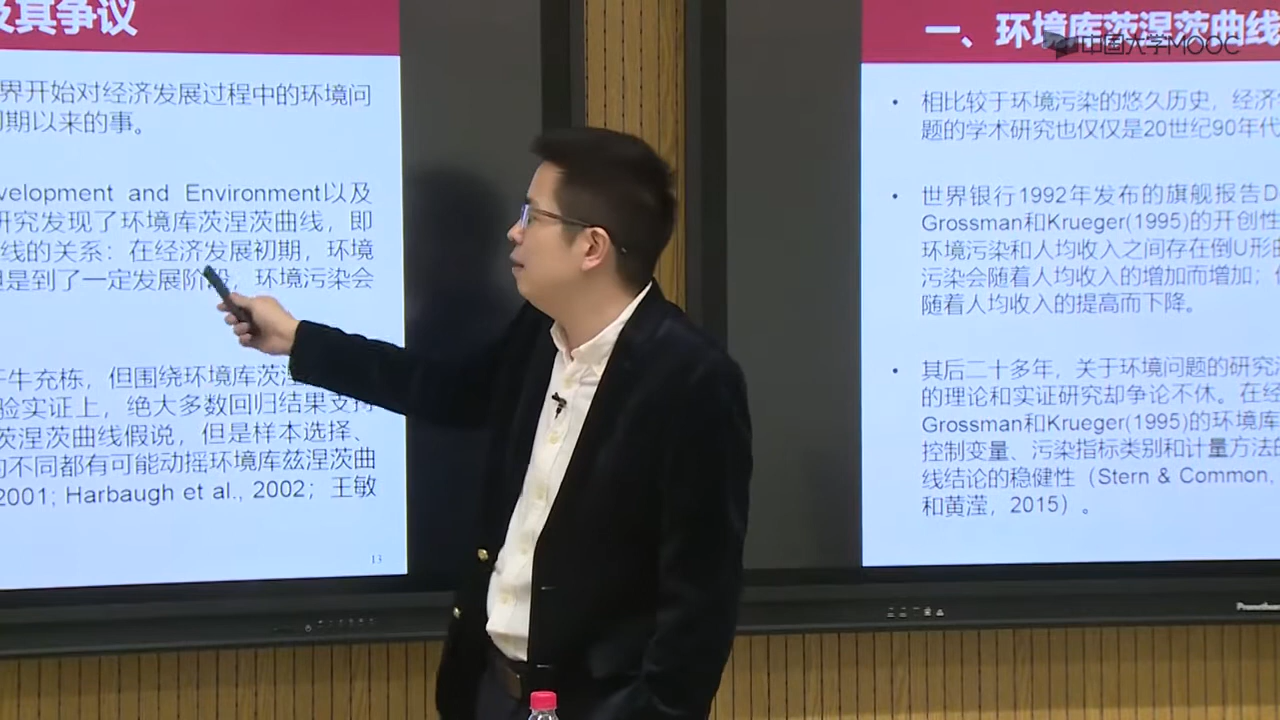 及其争议
界开始对经济发展过程中的环境问
期以来的事。
velopment and Environment以及
研究发现了环境库茨涅茨曲线，即
线的关系：在经济发展初期，环境
是到了一定发展阶段，环境污染会
牛充栋，但围绕环境库茨涅
验实证上，绝大多数回归结果支持
茨涅茨曲线假说，但是样本选择、
的不同都有可能动摇环境库兹涅茨曲
2001; Harbaugh et al., 2002；王敏
13
一、环境库茨涅茨曲线
中国大学MOOC
• 相比较于环境污染的悠久历史，经济
题的学术研究也仅仅是20世纪90年代
• 世界银行1992年发布的旗舰报告D
Grossman和Krueger(1995)的开创性
环境污染和人均收入之间存在倒U形的
污染会随着人均收入的增加而增加；
随着人均收入的提高而下降。
• 其后二十多年，关于环境问题的研究
的理论和实证研究却争论不休。在经
Grossman和Krueger(1995)的环境库
控制变量、污染指标类别和计量方法的
线结论的稳健性（Stern & Common,
和黄滢，2015）。
Promethean